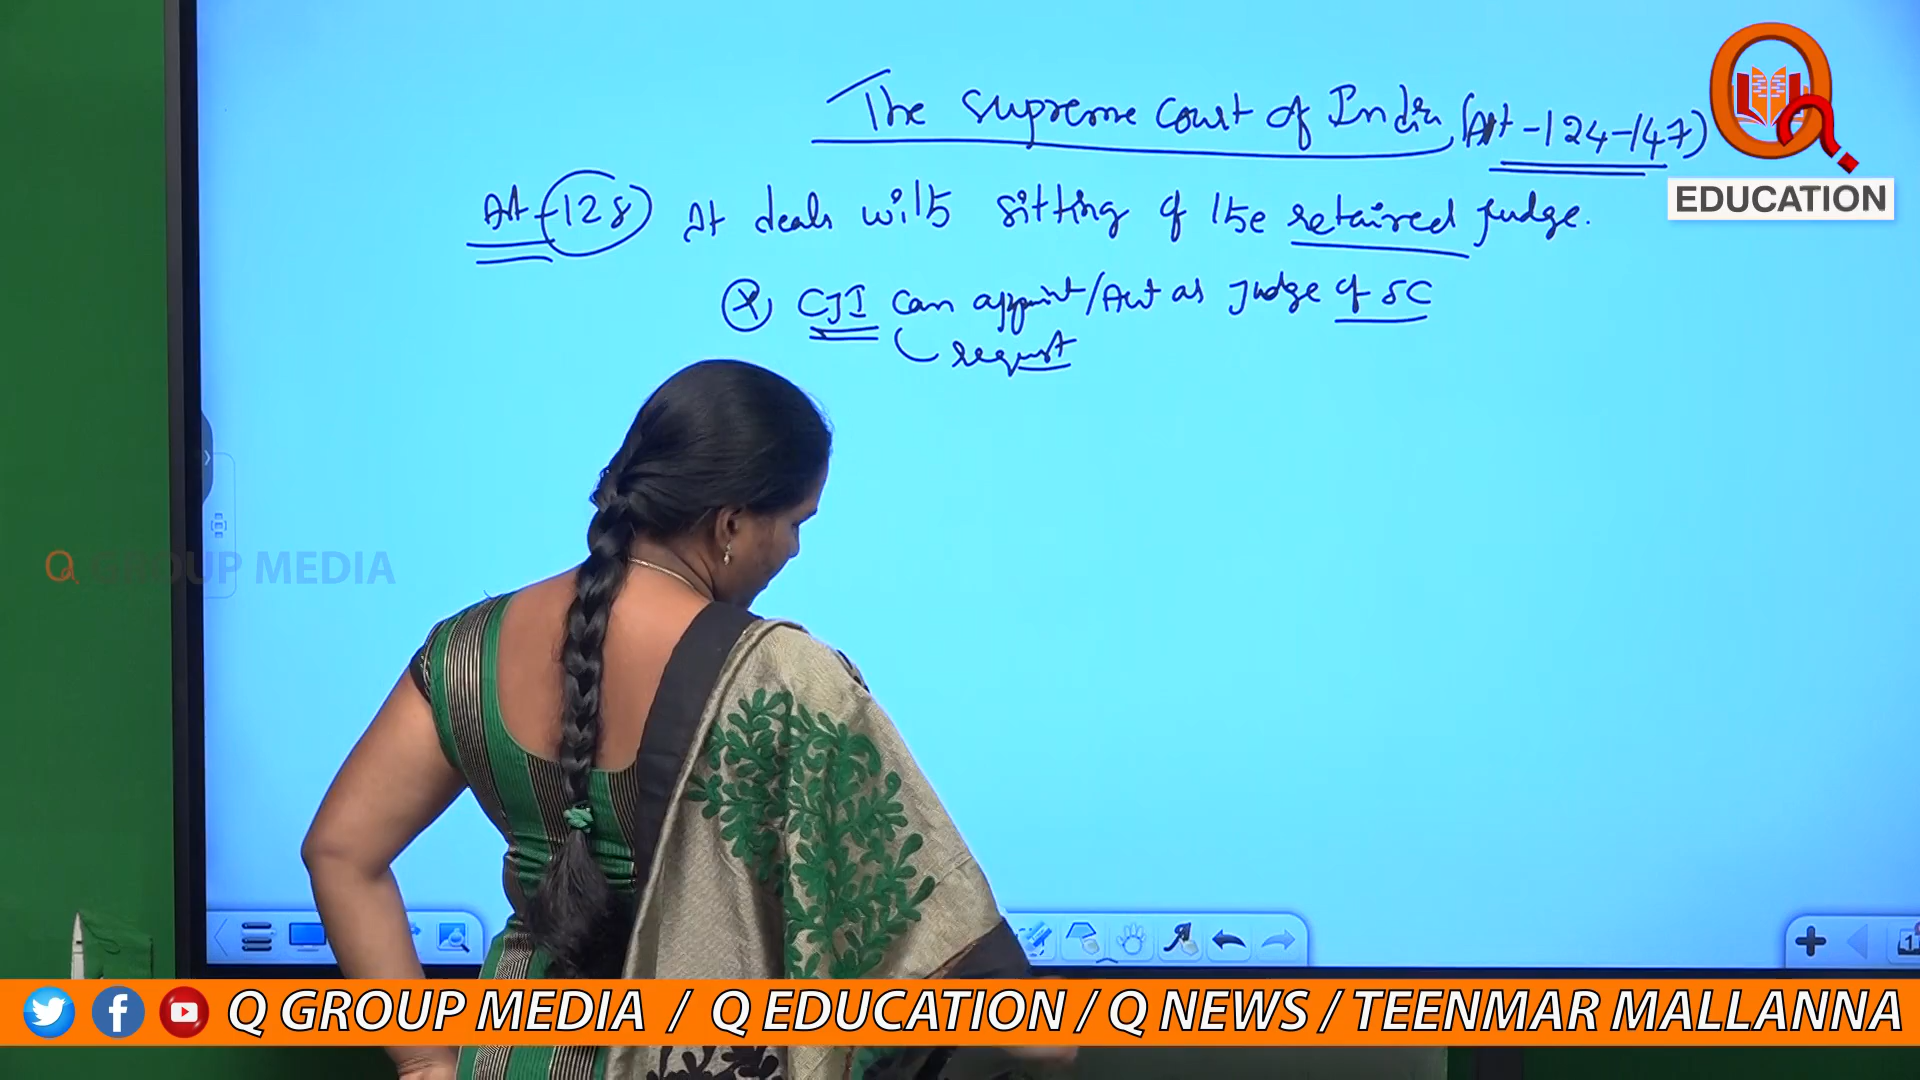 The Supreme Court of India (Art-124-147)
EDUCATION
Art-128 It deals with sitting of the retaired judge.
CJI can appoint/Act as Judge of SC
request
Q GROUP MEDIA
Q GROUP MEDIA / Q EDUCATION / Q NEWS / TEENMAR MALLANNA